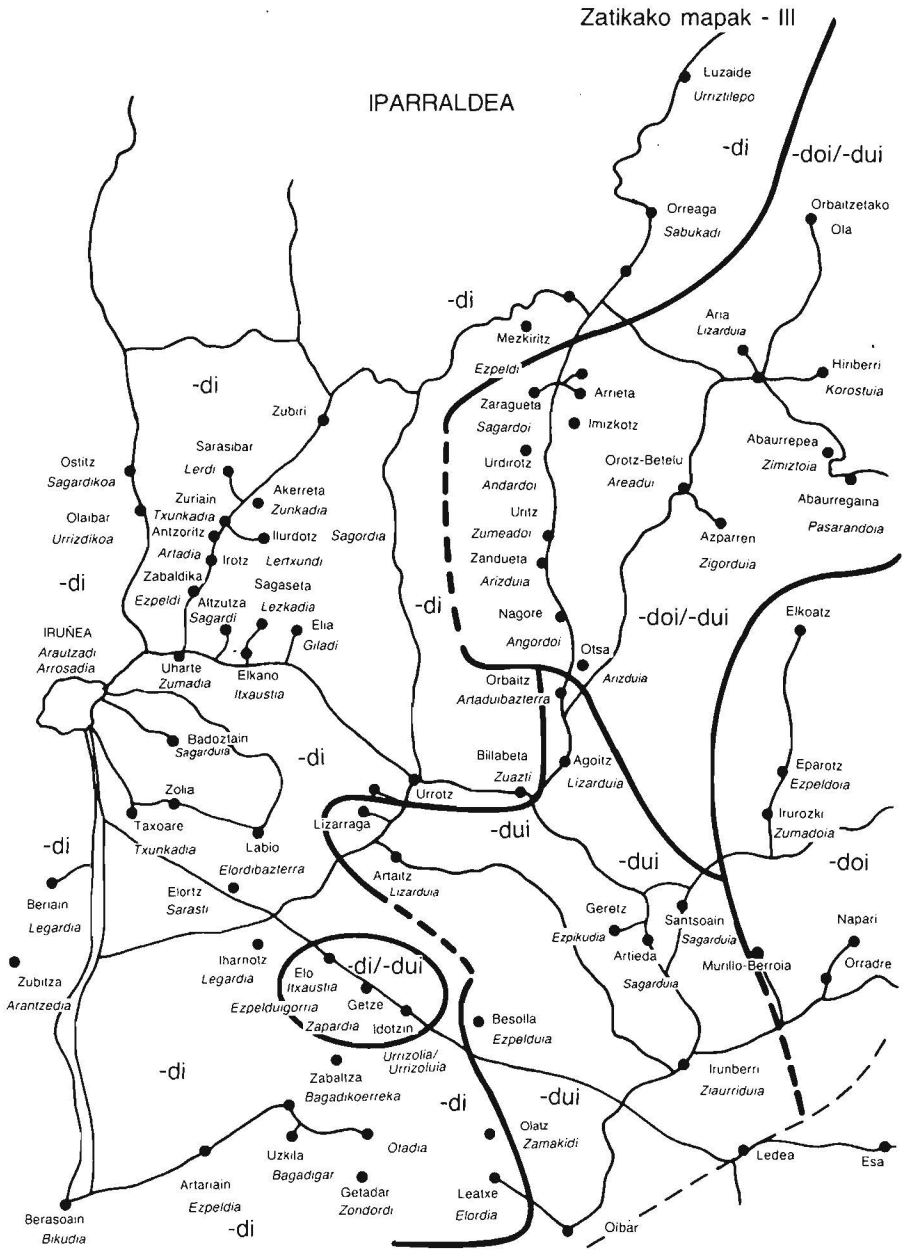 Zatikako mapak - III
Luzaide
Urriztilepo
IPARRALDEA
-di
-doi/-dui
Orreaga
Sabukadi
Orbaitzetako
Ola
-di
Mezkiritz
Aria
Lizarduia
Ezpeldi
Hiriberri
Korostuia
-di
Zaragueta
Sagardoi
Arrieta
Imizkotz
Zubiri
Sarasibar
Lerdi
Urdirotz
Andardoi
Orotz-Betelu
Areadui
Abaurrepea
Zimiztoia
Ostitz
Sagardikoa
Akerreta
Zunkadia
Abaurregaina
Pasarandoia
Zuriain
Txunkadia
Olaibar
Urrizdikoa
Uritz
Zumeadoi
Azparren
Zigorduia
Antzoritz
Artadia
Ilurdotz
Lertxundi
Sagordia
Irotz
Zandueta
Arizduia
Zabaldika
Ezpeldi
Sagaseta
Lezkadia
-di
-di
Altzutza
Sagardi
Elia
Giladi
Nagore
Angordoi
-doi/-dui
Elkoatz
IRUÑEA
Arautzadi
Arrosadia
Uharte
Zumadia
Elkano
Itxaustia
Otsa
Arizduia
Orbaitz
Artaduibazterra
Badoztain
Sagarduia
-di
Billabeta
Zuazti
Agoitz
Lizarduia
Eparotz
Ezpeldoia
Urrotz
Zolia
Taxoare
Txunkadia
Lizarraga
-dui
Irurozki
Zumadoia
Labio
Elordibazterra
-di
-dui
-doi
Beriain
Legardia
Elortz
Sarasti
Artaitz
Lizarduia
Geretz
Ezpikudia
Santsoain
Sagarduia
Napari
Artieda
Sagarduia
Murillo-Berroia
Orradre
Iharnotz
Legardia
-di/-dui
Zubitza
Arantzedia
Elo
Itxaustia
Ezpelduigorria
Getze
Zapardia
Idotzin
Urrizolia/
Urrizoluia
Besolla
Ezpelduia
-di
Zabaltza
Bagadikoerreka
-di
-dui
Irunberri
Ziaurriduia
Olatz
Zamakidi
Uzkila
Bagadigar
Otadia
Ledea
Esa
Artariain
Ezpeldia
Getadar
Zondordi
Leatxe
Elordia
Berasoain
Bikudia
-di
Oibar